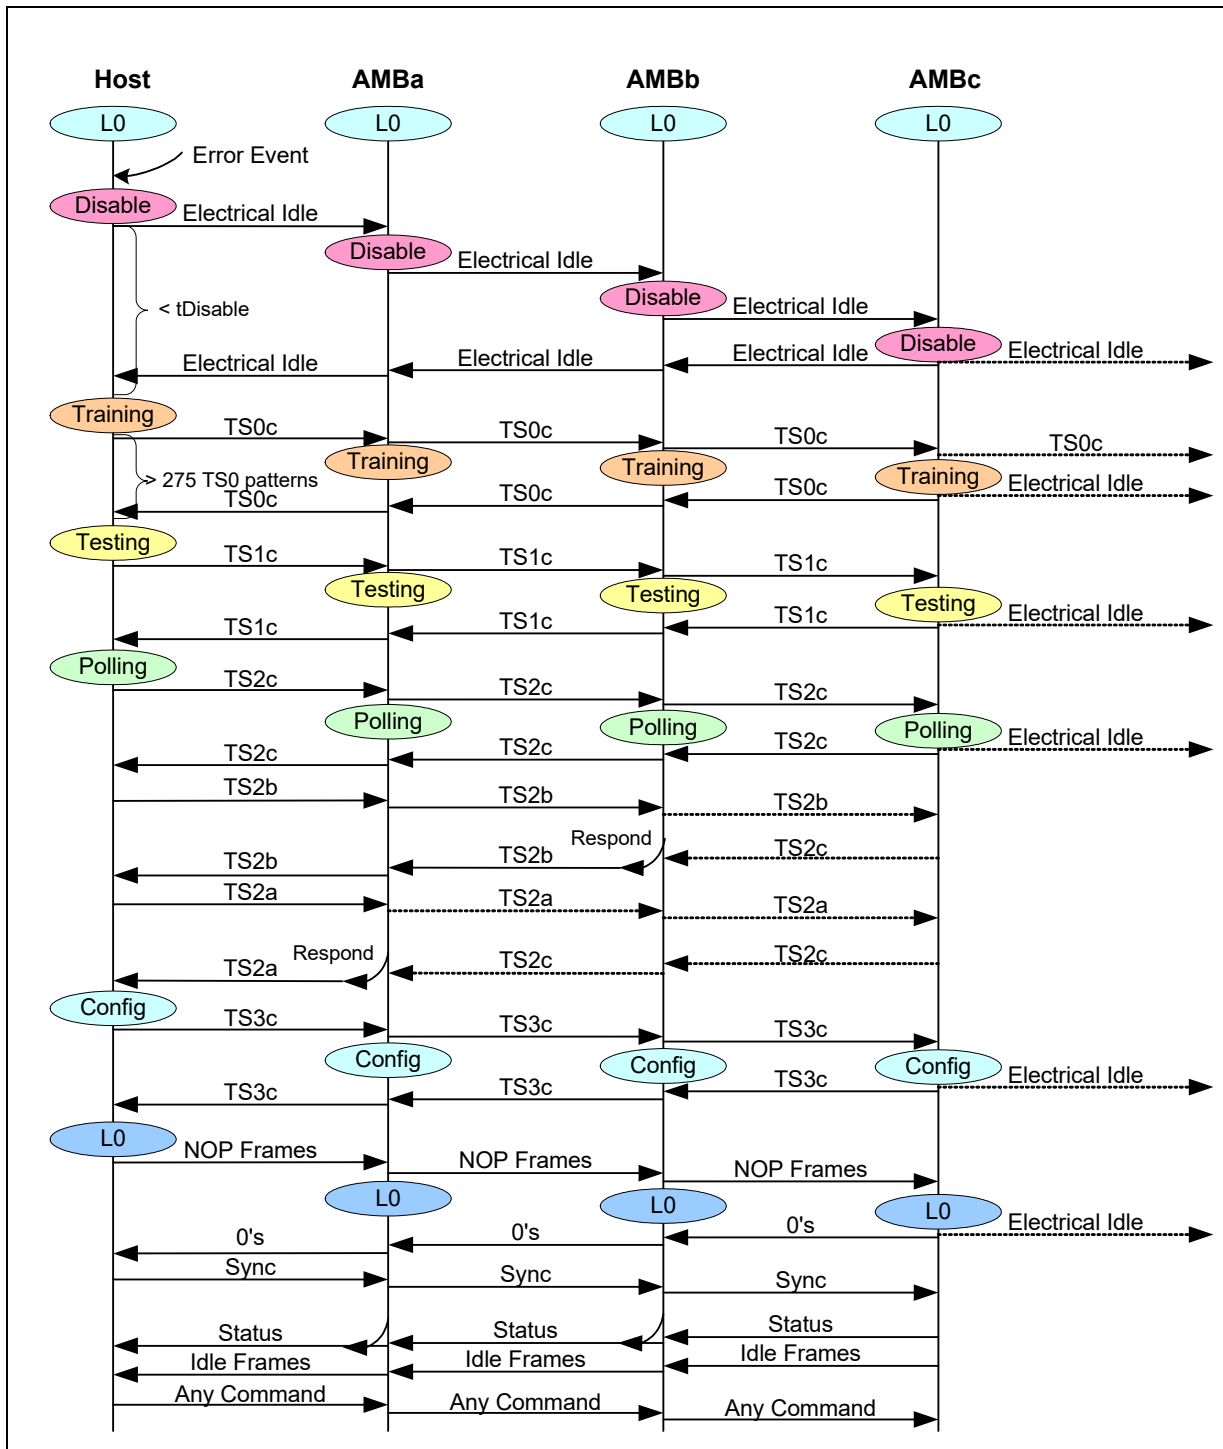 Host AMBa AMBb AMBc
L0 L0 L0 L0
Error Event
Disable
Electrical Idle
Disable
Electrical Idle
Disable
Electrical Idle
< tDisable
Disable
Electrical Idle Electrical Idle Electrical Idle Electrical Idle
Training
TS0c TS0c TS0c TS0c
Training Training Training
> 275 TS0 patterns
TS0c TS0c TS0c Electrical Idle
Testing
TS1c TS1c TS1c
Testing Testing Testing
TS1c TS1c TS1c Electrical Idle
Polling
TS2c TS2c TS2c
Polling Polling Polling
TS2c TS2c TS2c Electrical Idle
TS2b TS2b TS2b
Respond
TS2b TS2b TS2c
TS2a TS2a TS2a
Respond
TS2a TS2c TS2c
Config
TS3c TS3c TS3c
Config Config Config
TS3c TS3c TS3c Electrical Idle
L0
NOP Frames NOP Frames NOP Frames
L0 L0 L0
0's 0's 0's Electrical Idle
Sync Sync Sync
Status Status Status
Idle Frames Idle Frames Idle Frames
Any Command Any Command Any Command